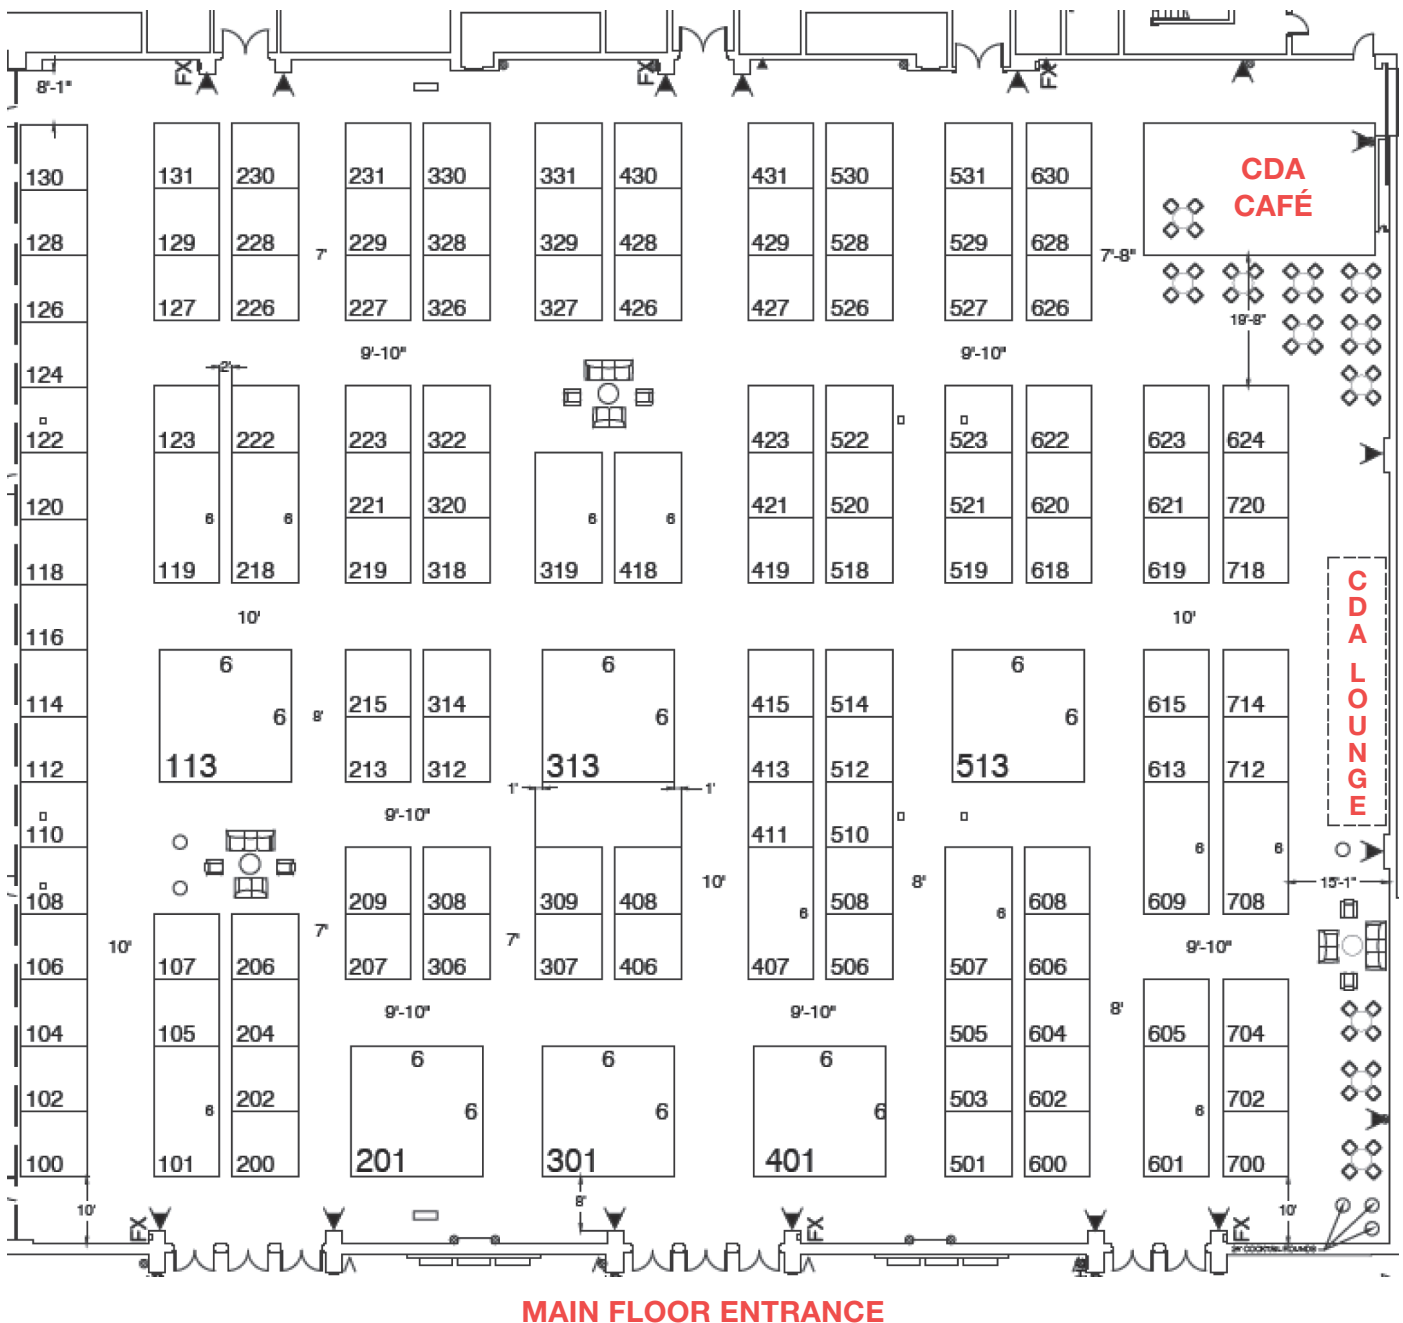 FX FX FX
8'-1"
130 131 230 231 330 331 430 431 530 531 630
CDA
CAFÉ
128 129 228 7' 229 328 329 428 429 528 529 628 7'-8"
126 127 226 227 326 327 426 427 526 527 626
19'-8"
9'-10" 9'-10"
124 2'
122 123 222 223 322 423 522 523 622 623 624
120 221 320 421 520 521 620 621 720
6 6 6 6
118 119 218 219 318 319 418 419 518 519 618 619 718
CDA LOUNGE
10' 10'
116
6 6 6
114 215 314 415 514 615 714
6 8' 6 6
112 113 213 312 313 413 512 513 613 712
1' 1'
9'-10"
110 411 510
6 6
10' 8' 15'-1"
108 209 308 309 408 508 608 609 708
6 6
7' 7'
10' 9'-10"
106 107 206 207 306 307 406 407 506 507 606
9'-10" 9'-10" 8'
104 105 204 505 604 605 704
6 6 6
102 202 503 602 702
6 6 6 6 6
100 101 200 201 301 401 501 600 601 700
10' 8' 10'
FX FX FX
COCKTAIL ROUNDS
MAIN FLOOR ENTRANCE